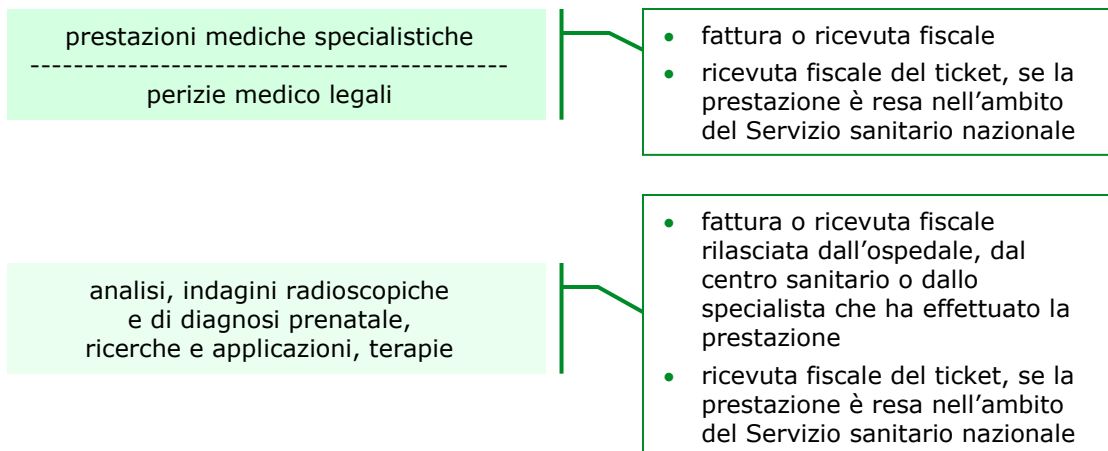 prestazioni mediche specialistiche
--------------------------------------------
perizie medico legali
• fattura o ricevuta fiscale
• ricevuta fiscale del ticket, se la
prestazione è resa nell’ambito
del Servizio sanitario nazionale
analisi, indagini radioscopiche
e di diagnosi prenatale,
ricerche e applicazioni, terapie
• fattura o ricevuta fiscale
rilasciata dall’ospedale, dal
centro sanitario o dallo
specialista che ha effettuato la
prestazione
• ricevuta fiscale del ticket, se la
prestazione è resa nell’ambito
del Servizio sanitario nazionale